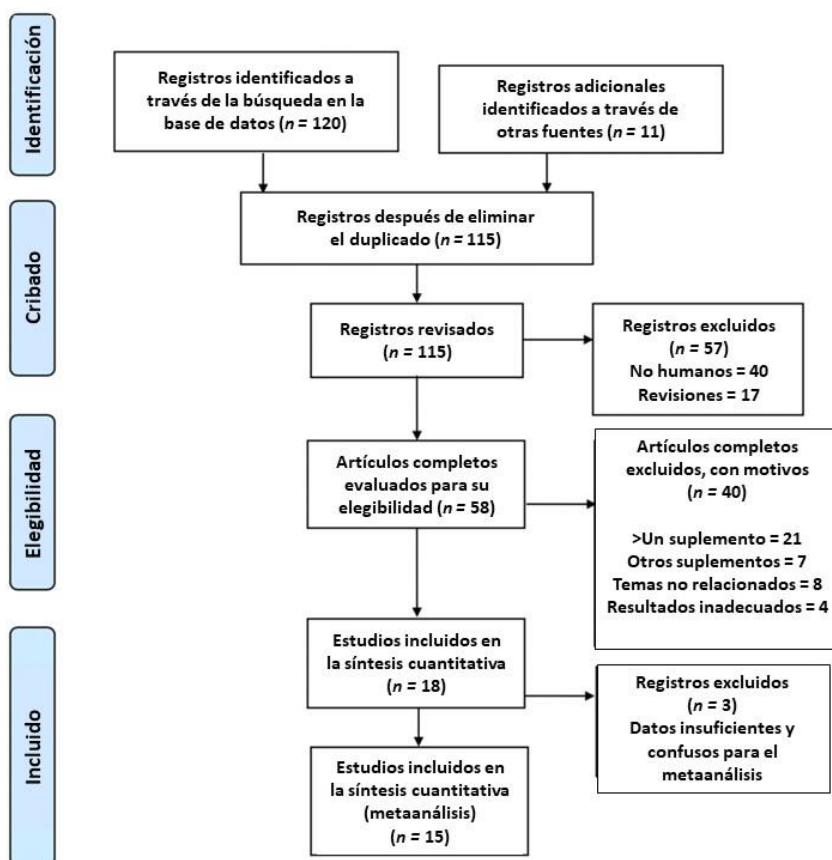 Identificación
Registros identificados a
través de la búsqueda en la
base de datos (n = 120)
Registros adicionales
identificados a través de
otras fuentes (n = 11)
Cribado
Registros después de eliminar
el duplicado (n = 115)
Registros revisados
(n = 115)
Registros excluidos
(n = 57)
No humanos = 40
Revisiones = 17
Elegibilidad
Artículos completos
evaluados para su
elegibilidad (n = 58)
Artículos completos
excluidos, con motivos
(n = 40)
>Un suplemento = 21
Otros suplementos = 7
Temas no relacionados = 8
Resultados inadecuados = 4
Incluido
Estudios incluidos en
la síntesis cuantitativa
(n = 18)
Registros excluidos
(n = 3)
Datos insuficientes y
confusos para el
metaanálisis
Estudios incluidos en la
síntesis cuantitativa
(metaanálisis)
(n = 15)